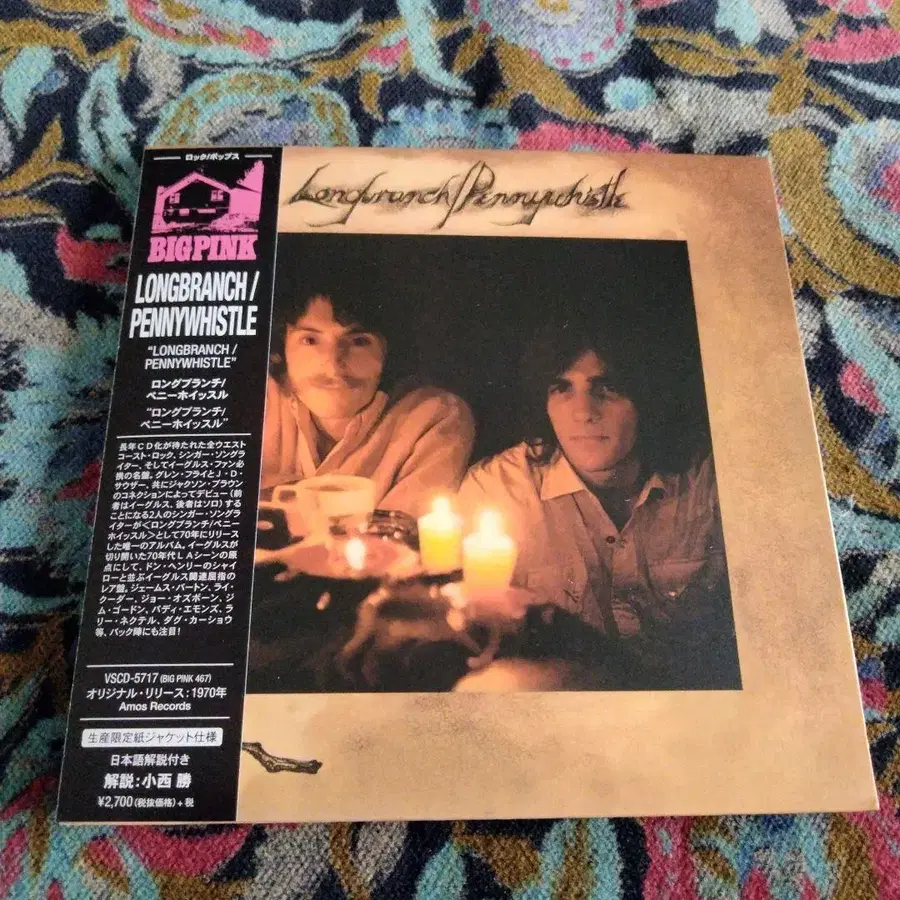 ロック/ポップス
BIG PINK
LONGBRANCH /
PENNYWHISTLE
"LONGBRANCH /
PENNYWHISTLE"
ロングブランチ/
ペニーホイッスル
"ロングブランチ/
ペニーホイッスル"
長年CD化が待たれた全ウエスト
コースト・ロック、シンガー・ソングラ
イター、そしてイーグルス・ファン必
携の名盤。グレン・フライとJ・D・
サウザー、共にジャクソン・ブラウン
のコネクションによってデビュー(前
者はイーグルス、後者はソロ)する
ことになる2人のシンガー・ソングラ
イターが<ロングブランチ/ペニー
ホイッスル>として70年にリリース
した唯一のアルバム。イーグルスが
切り開いた70年代LAシーンの原
点にして、ドン・ヘンリーのシャイ
ローと並ぶイーグルス関連屈指の
レア盤。ジェームス・バートン、ライ・
クーダー、ジョー・オズボーン、ジ
ム・ゴードン、バディ・エモンズ、ラ
リー・ネクテル、ダグ・カーショウ
等、バック陣にも注目!
VSCD-5717 (BIG PINK 467)
オリジナル・リリース:1970年
Amos Records
生産限定紙ジャケット仕様
日本語解説付き
解説:小西 勝
¥2,700(税抜価格)+税
Longbranch/Pennywhistle